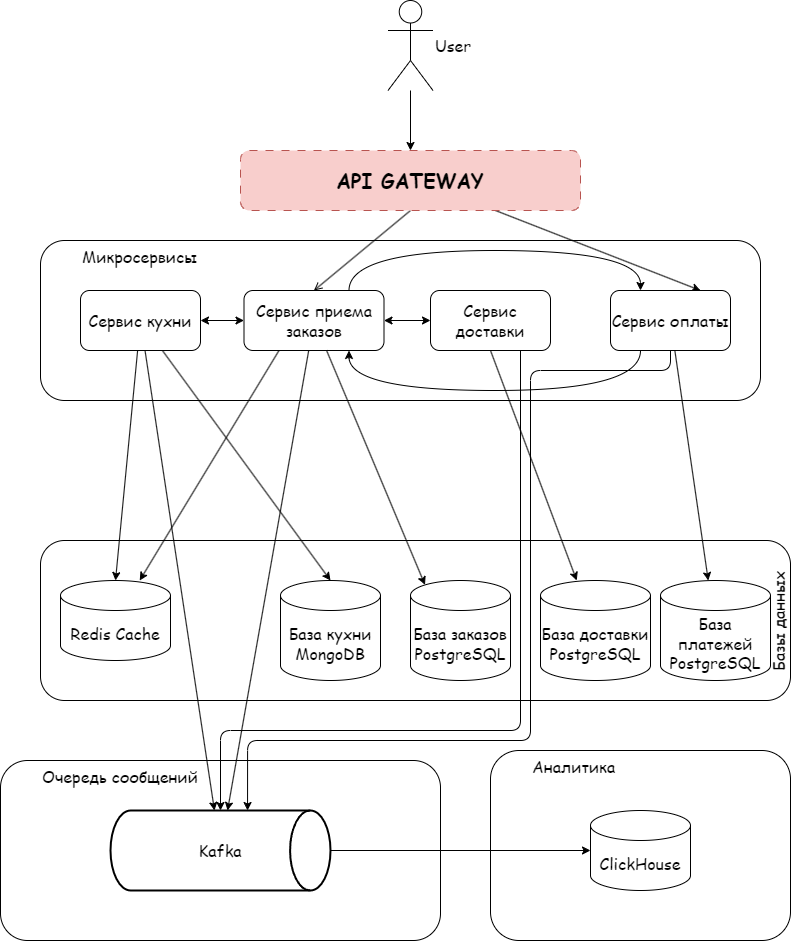 User
API GATEWAY
Микросервисы
Сервис кухни
Сервис приема
заказов
Сервис
доставки
Сервис оплаты
Redis Cache
База кухни
MongoDB
База заказов
PostgreSQL
База доставки
PostgreSQL
База
платежей
PostgreSQL
Базы данных
Очередь сообщений
Kafka
Аналитика
ClickHouse